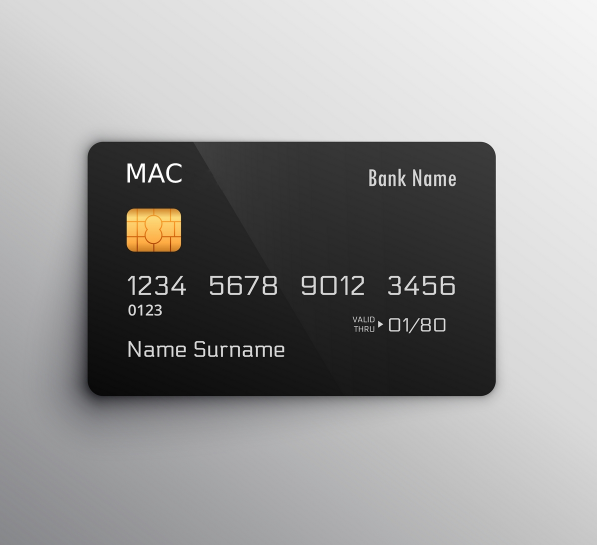 MAC
Bank Name
1234 5678 9012 3456
0123
VALID THRU 01/80
Name Surname